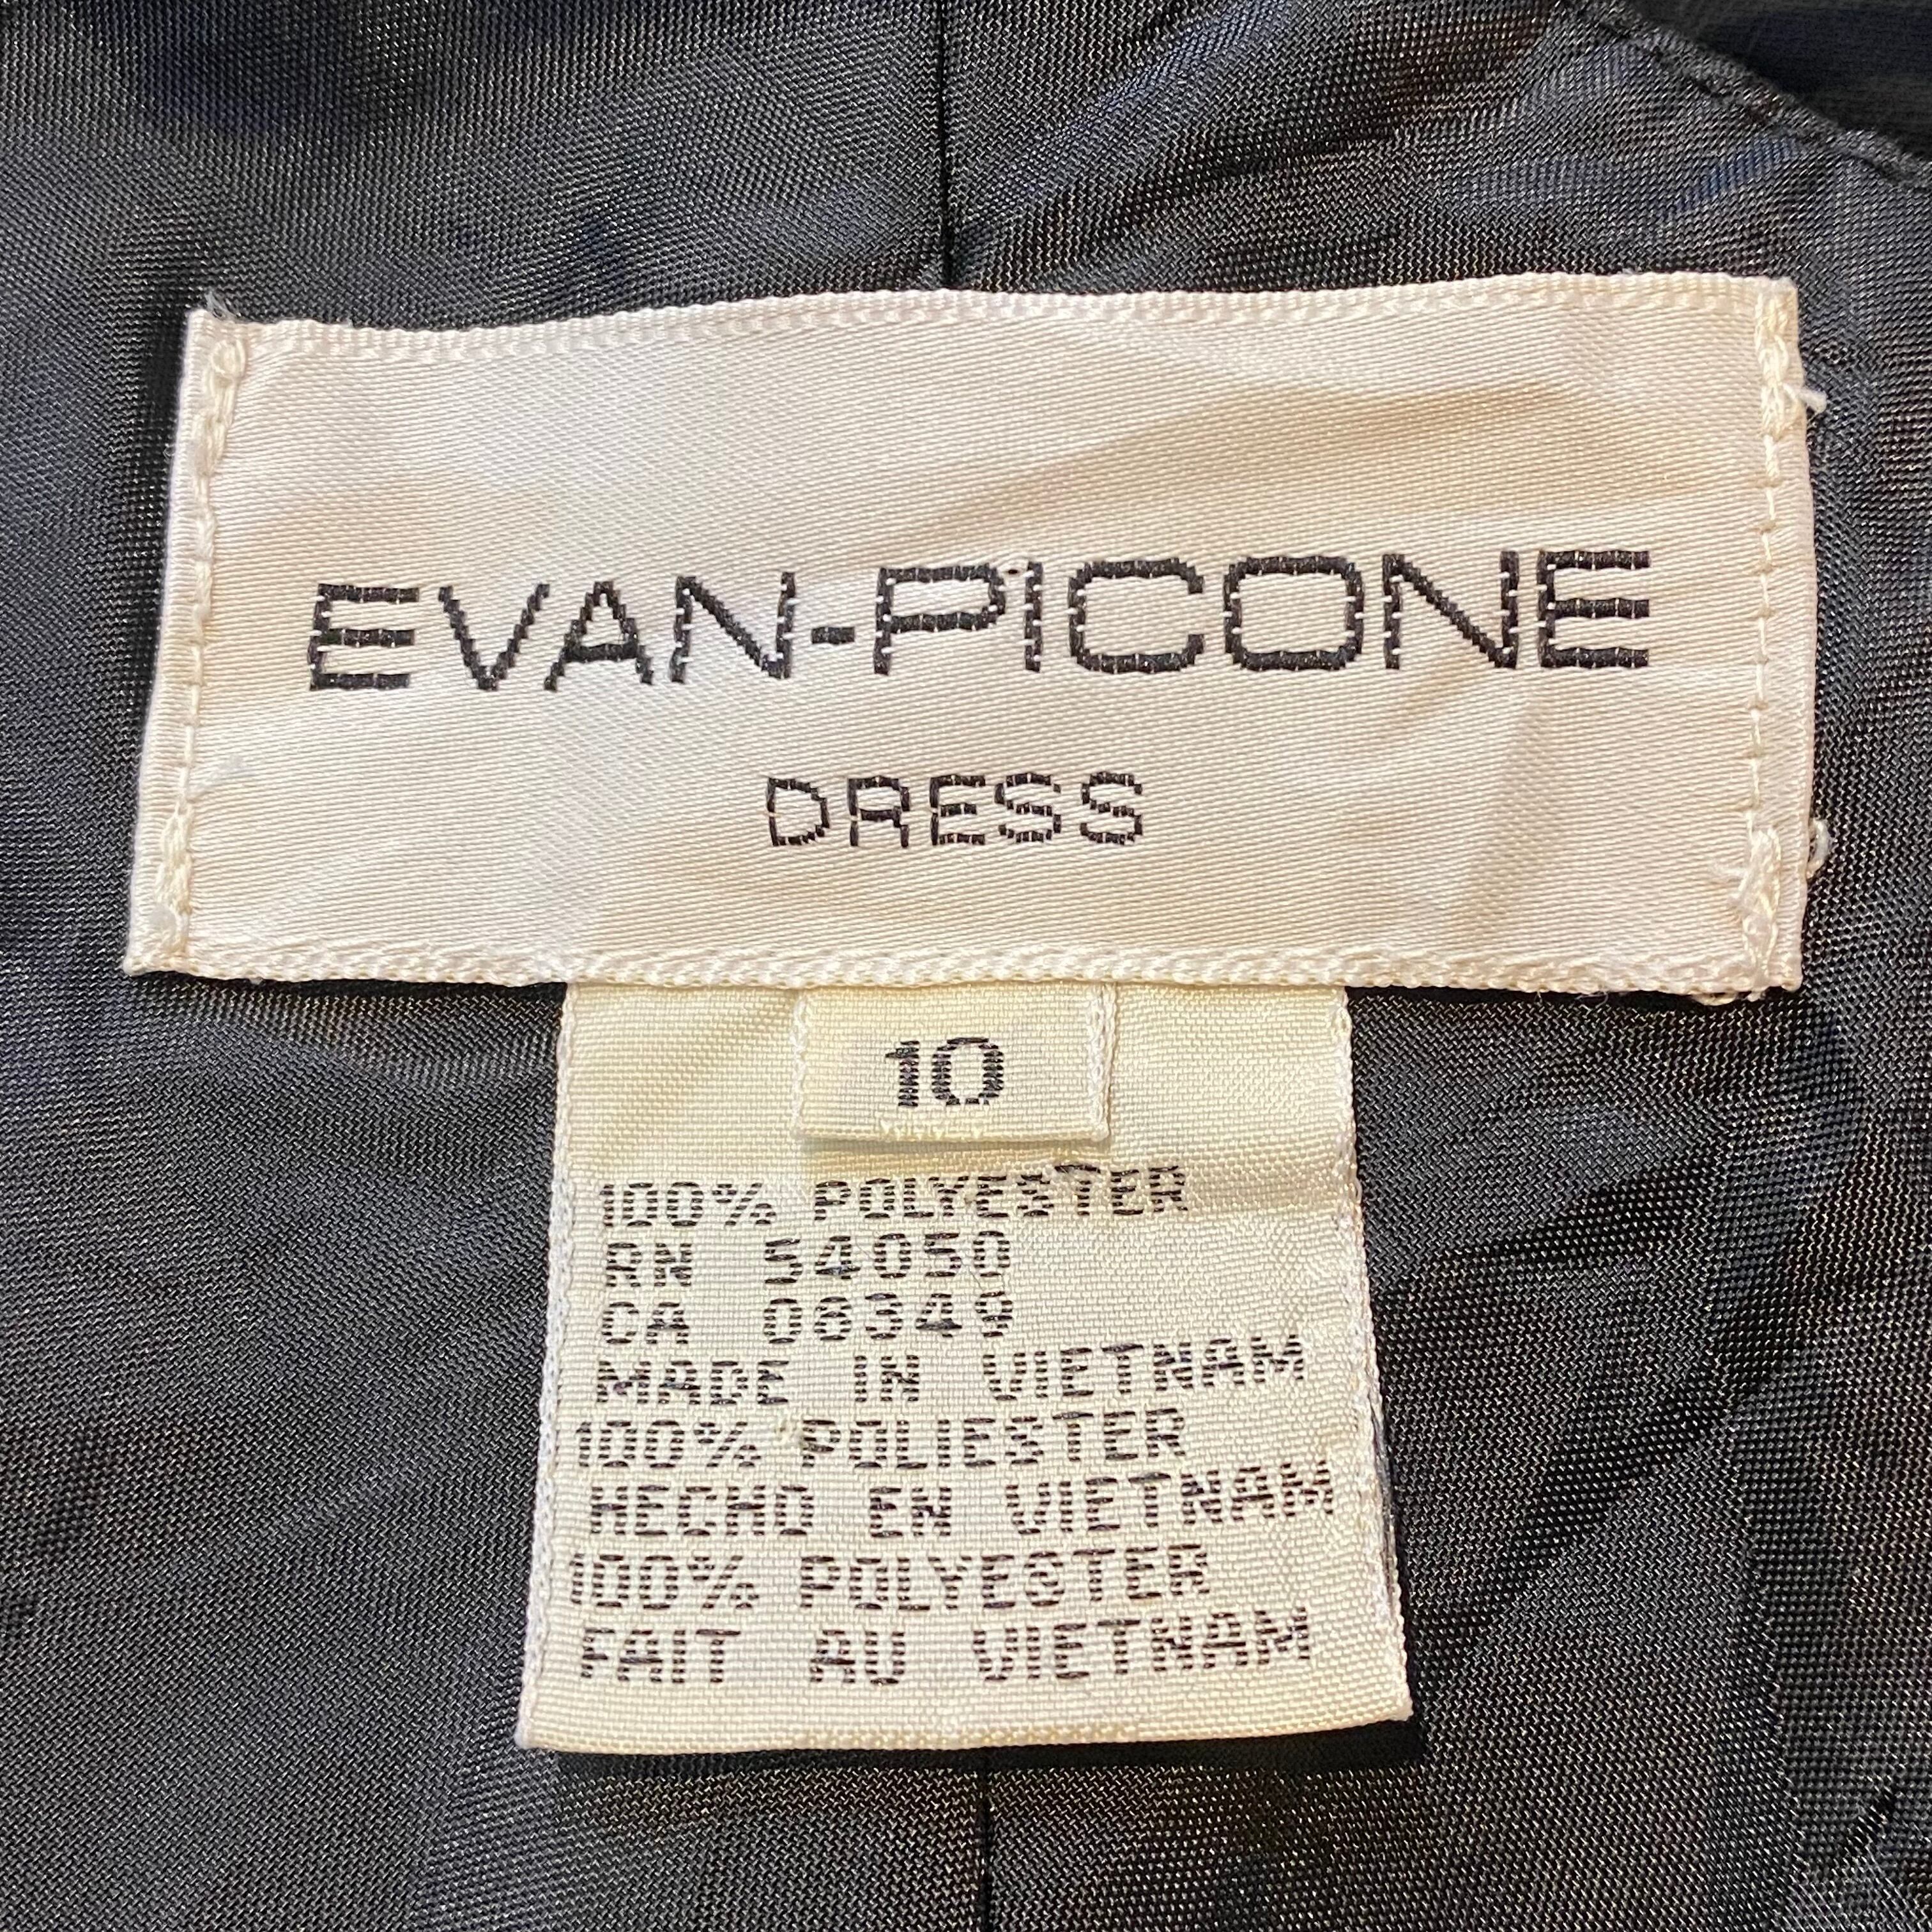 EVAN-PICONE
DRESS
10
100% POLYESTER
RN 54050
CA 08349
MADE IN VIETNAM
100% POLIESTER
HECHO EN VIETNAM
100% POLYESTER
FAIT AU VIETNAM